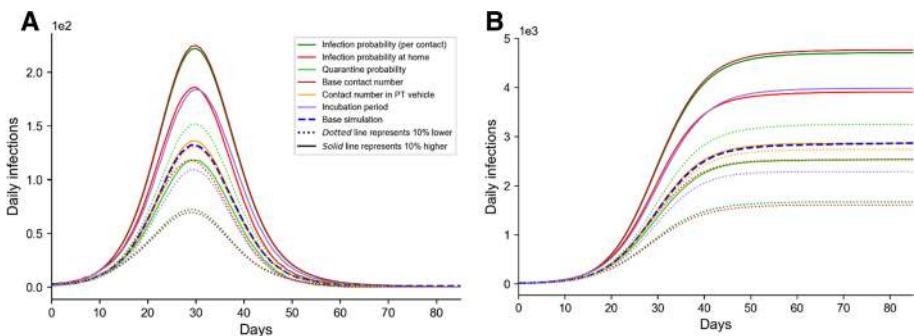 A
1e2
Daily infections
2.0
1.5
1.0
0.5
0.0
0 10 20 30 40 50 60 70 80
Days
Infection probability (per contact)
Infection probability at home
Quarantine probability
Base contact number
Contact number in PT vehicle
Incubation period
Base simulation
Dotted line represents 10% lower
Solid line represents 10% higher
B
1e3
Daily infections
5
4
3
2
1
0
0 10 20 30 40 50 60 70 80
Days